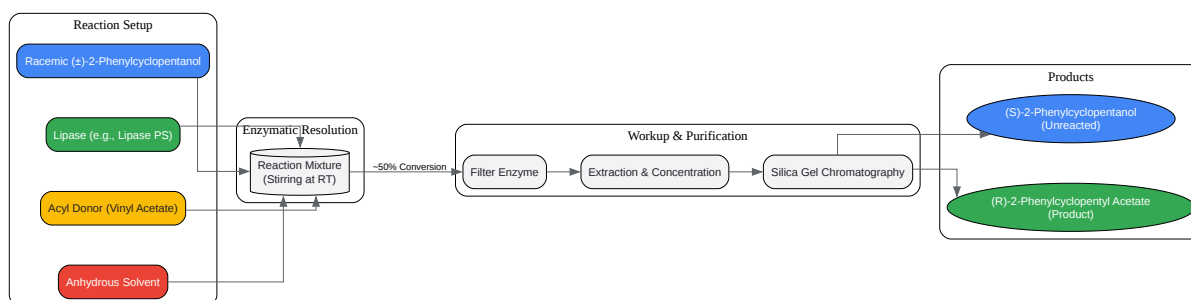 Reaction Setup
Racemic (±)-2-Phenylcyclopentanol
Lipase (e.g., Lipase PS)
Acyl Donor (Vinyl Acetate)
Anhydrous Solvent
Enzymatic Resolution
Reaction Mixture
(Stirring at RT)
~50% Conversion
Workup & Purification
Filter Enzyme
Extraction & Concentration
Silica Gel Chromatography
Products
(S)-2-Phenylcyclopentanol
(Unreacted)
(R)-2-Phenylcyclopentyl Acetate
(Product)